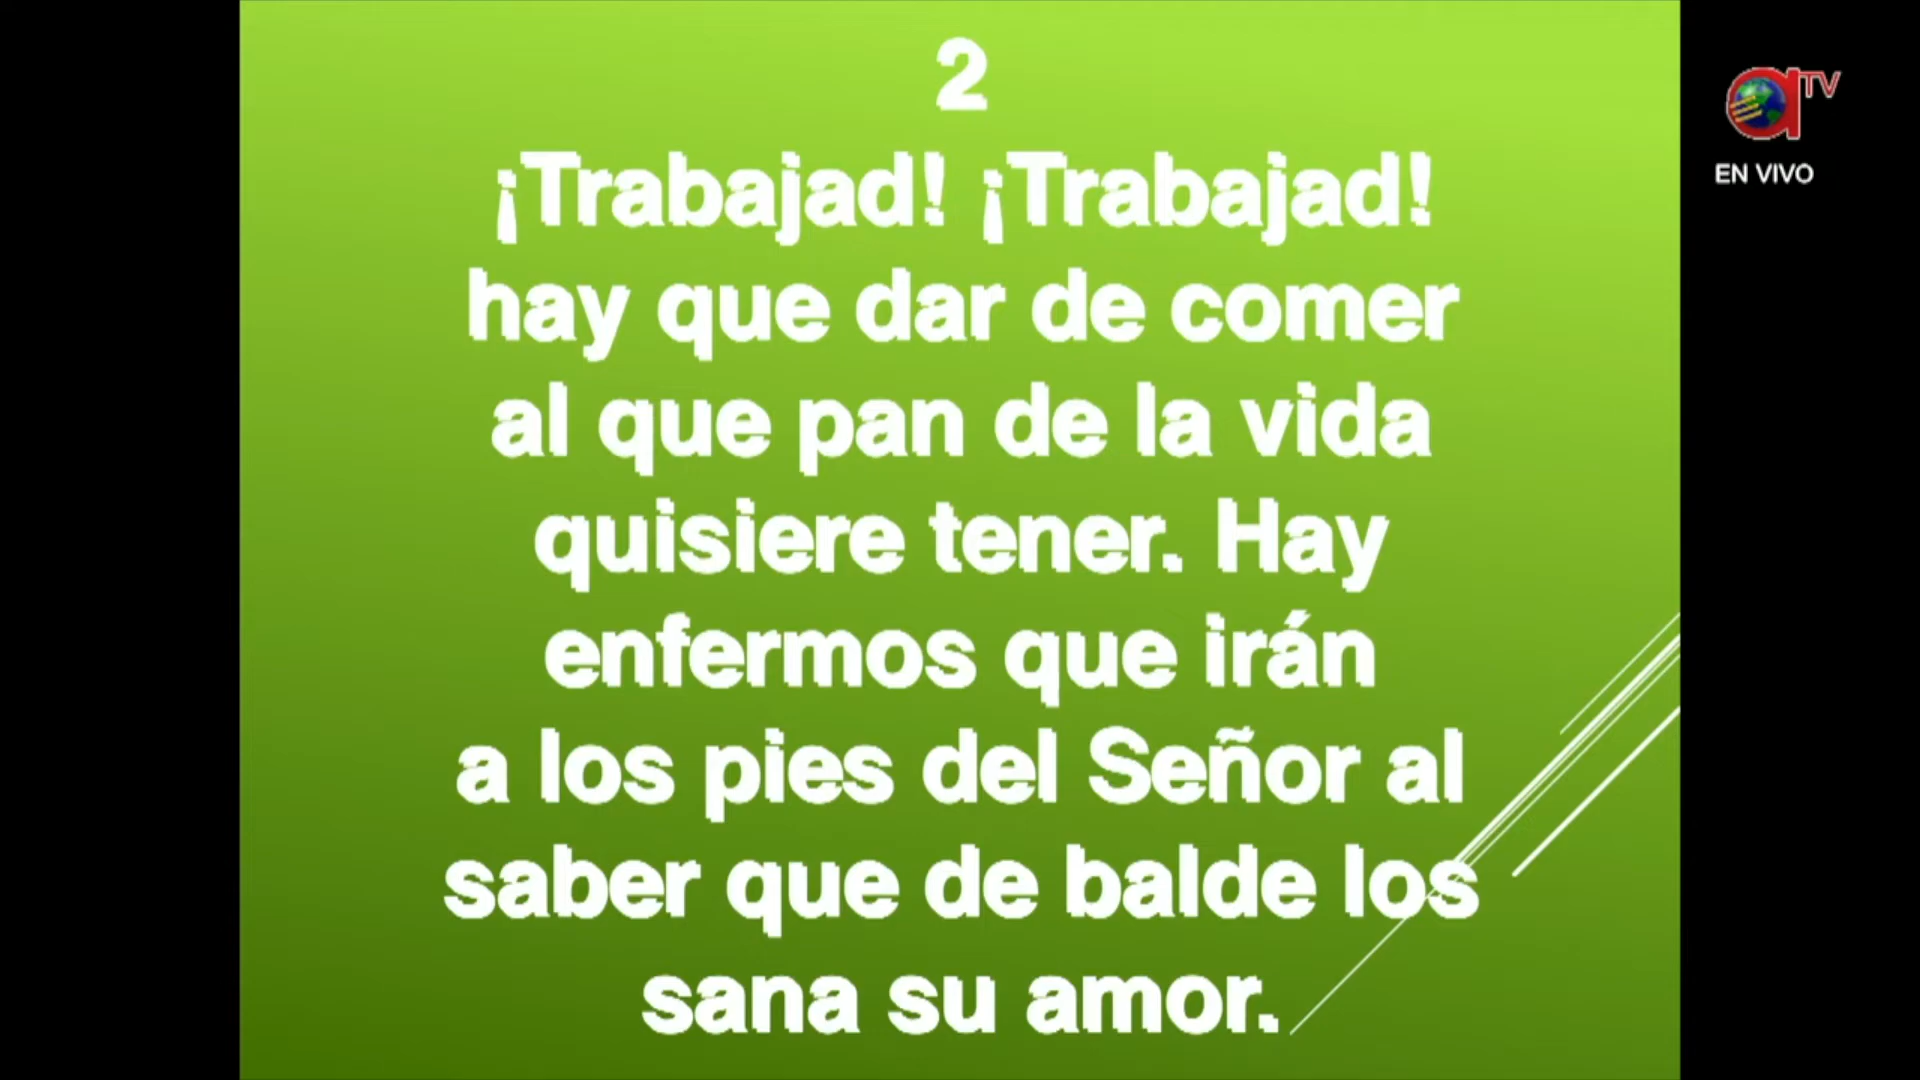 2
¡Trabajad! ¡Trabajad!
hay que dar de comer
al que pan de la vida
quisiere tener. Hay
enfermos que irán
a los pies del Señor al
saber que de balde los
sana su amor.
aTV
EN VIVO